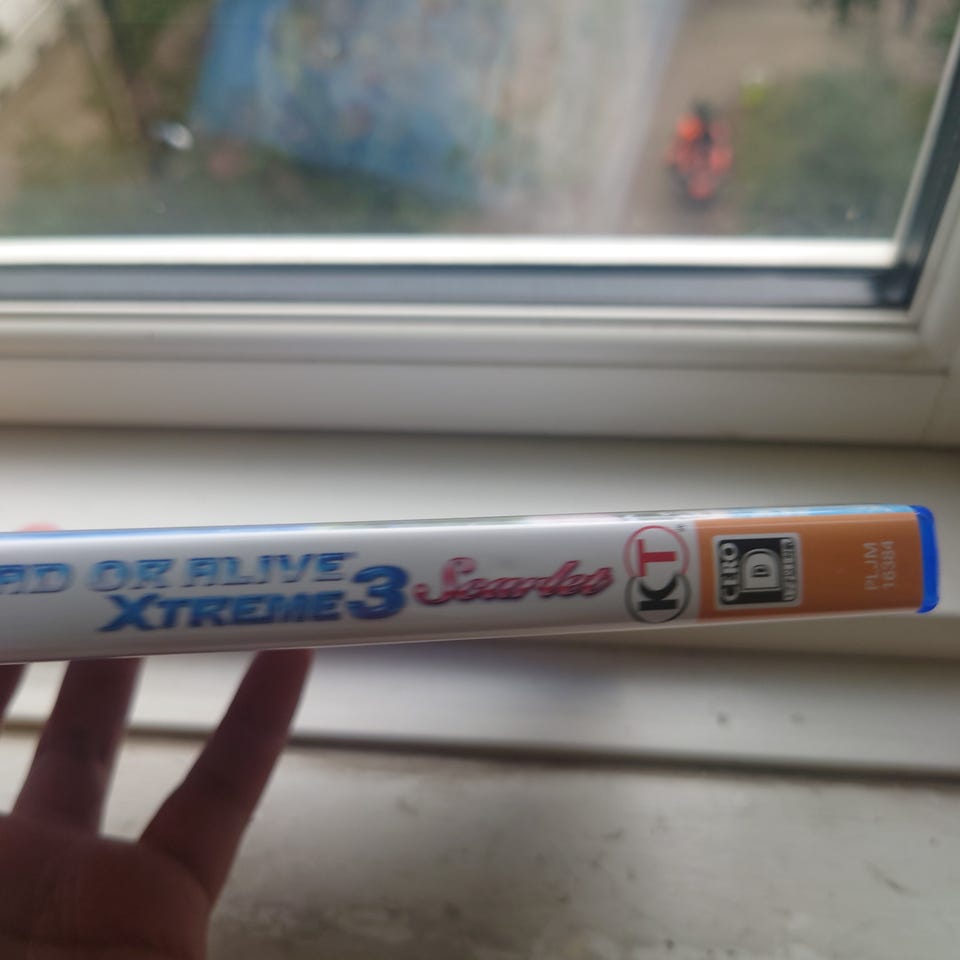 AD OR ALIVE
XTREME 3 Scarlet
KT
CERO
D
PLJM
16384